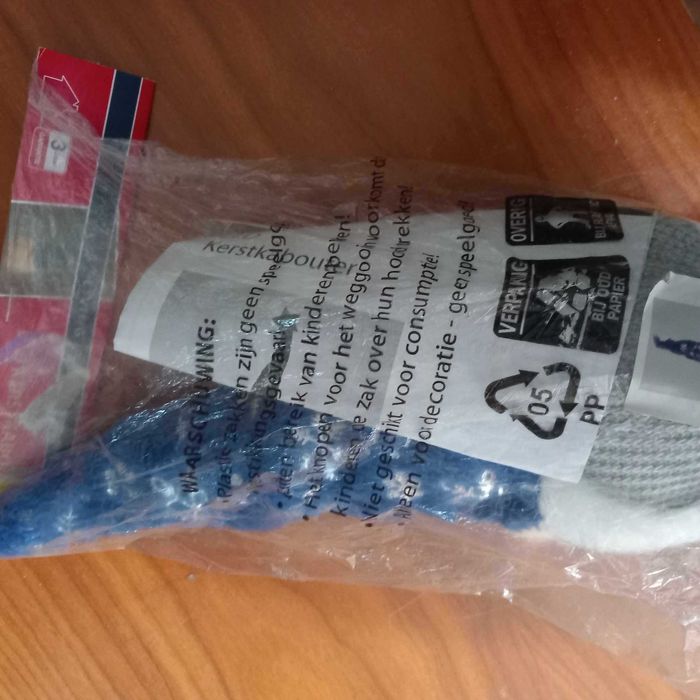 Kerstkabouter
WAARSCHUWING:
Plastic zakken zijn geen speelgoed
verstikkingsgevaar
buiten bereik van kinderen bewaren!
• Het knopen voor het weggooien voorkomt dat
kinderen de zak over hun hoofd trekken!
• Niet geschikt voor consumptie!
Alleen voor decoratie - geen speelgoed!
OVERIG
VERPAKKING
BIJ OUD
PAPIER
05
PP
3